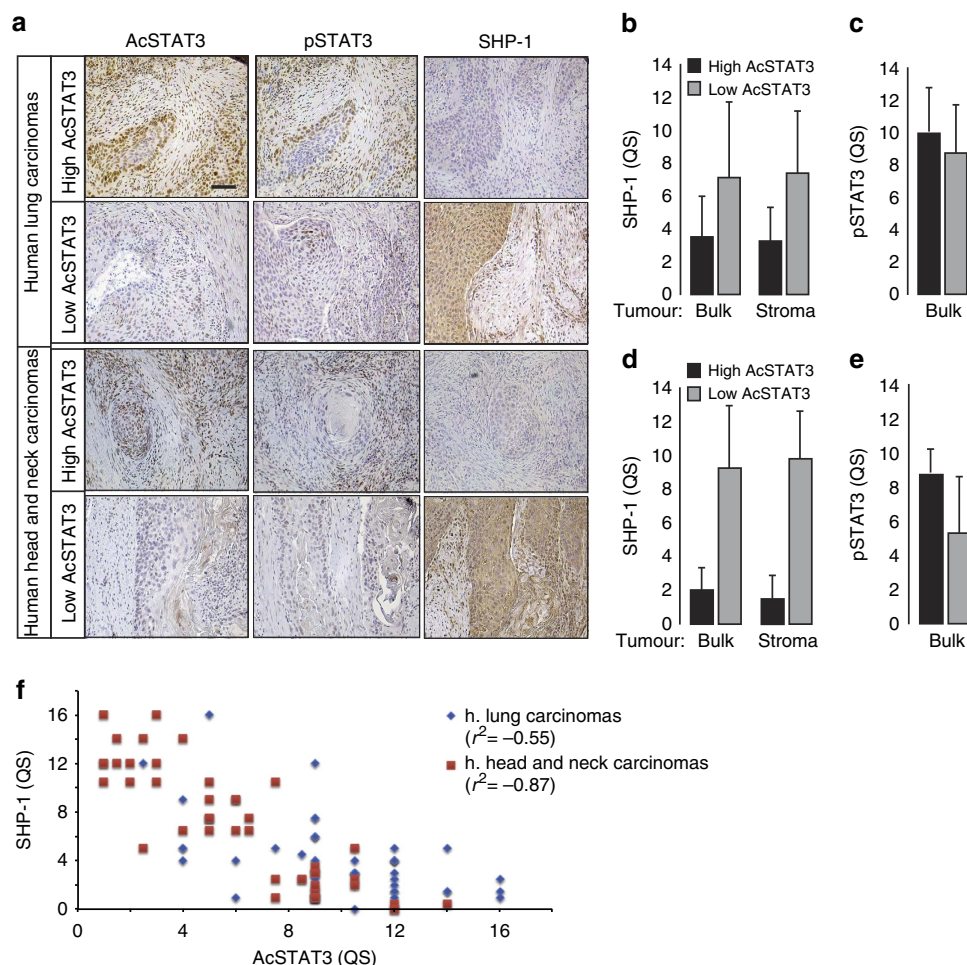 a
AcSTAT3 pSTAT3 SHP-1
Human lung carcinomas
High AcSTAT3
Low AcSTAT3
Human head and neck carcinomas
High AcSTAT3
Low AcSTAT3
b
High AcSTAT3
Low AcSTAT3
SHP-1 (QS)
14
12
10
8
6
4
2
0
Tumour: Bulk Stroma
c
pSTAT3 (QS)
14
12
10
8
6
4
2
0
Bulk
d
High AcSTAT3
Low AcSTAT3
SHP-1 (QS)
14
12
10
8
6
4
2
0
Tumour: Bulk Stroma
e
pSTAT3 (QS)
14
12
10
8
6
4
2
0
Bulk
f
SHP-1 (QS)
16
12
8
4
0
0 4 8 12 16
AcSTAT3 (QS)
h. lung carcinomas
(r²= –0.55)
h. head and neck carcinomas
(r²= –0.87)